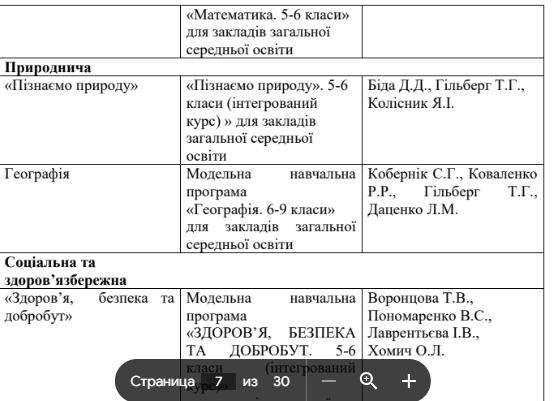 «Математика. 5-6 класи»
для закладів загальної
середньої освіти
Природнича
«Пізнаємо природу»
«Пізнаємо природу». 5-6
класи (інтегрований
курс) » для закладів
загальної середньої
освіти
Біда Д.Д., Гільберг Т.Г.,
Колісник Я.І.
Географія
Модельна навчальна
програма
«Географія. 6-9 класи»
для закладів загальної
середньої освіти
Кобернік С.Г., Коваленко
Р.Р., Гільберг Т.Г.,
Даценко Л.М.
Соціальна та
здоров’язбережна
«Здоров’я, безпека та
добробут»
Модельна навчальна
програма
«ЗДОРОВ’Я, БЕЗПЕКА
ТА ДОБРОБУТ. 5-6
класи (інтегрований
курс)»
Воронцова Т.В.,
Пономаренко В.С.,
Лаврентьєва І.В.,
Хомич О.Л.
Страница 7 из 30